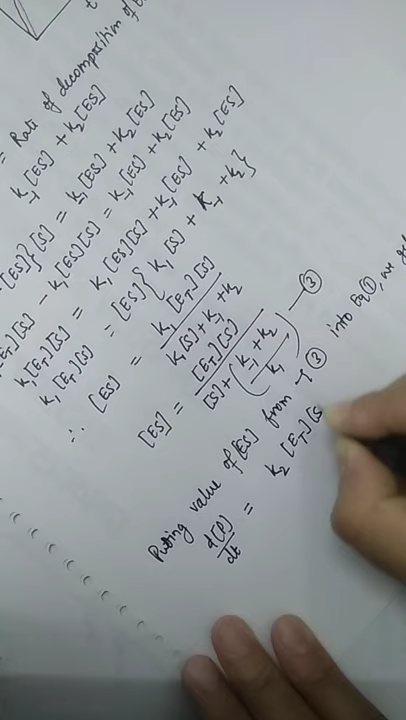 = Rate of decomposition of
k₋₁[ES] + k₂[ES]
[ES]}[S] = k₋₁[ES] + k₂[ES]
[S] - k₁[ES][S] = k₋₁[ES] + k₂[ES]
k₁[E_T][S] = k₁[ES][S] + k₋₁[ES] + k₂[ES]
k₁[E_T][S] = [ES]{k₁[S] + k₋₁ + k₂}
∴ [ES] = k₁[E_T][S] / k₁[S] + k₋₁ + k₂
[ES] = [E_T][S] / [S] + (k₋₁ + k₂ / k₁) — ③
Putting value of [ES] from ③ into Eq ①, we
d[P]/dt = k₂ [E_T][S